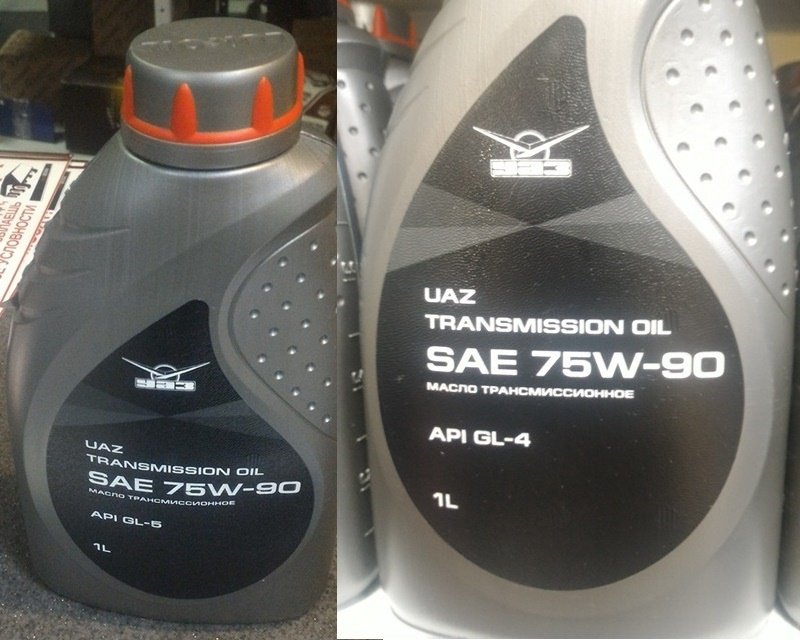 УАЗ
UAZ
TRANSMISSION OIL
SAE 75W-90
МАСЛО ТРАНСМИССИОННОЕ
API GL-5
1L
УСЛОВНОСТИ
УАЗ
UAZ
TRANSMISSION OIL
SAE 75W-90
МАСЛО ТРАНСМИССИОННОЕ
API GL-4
1L